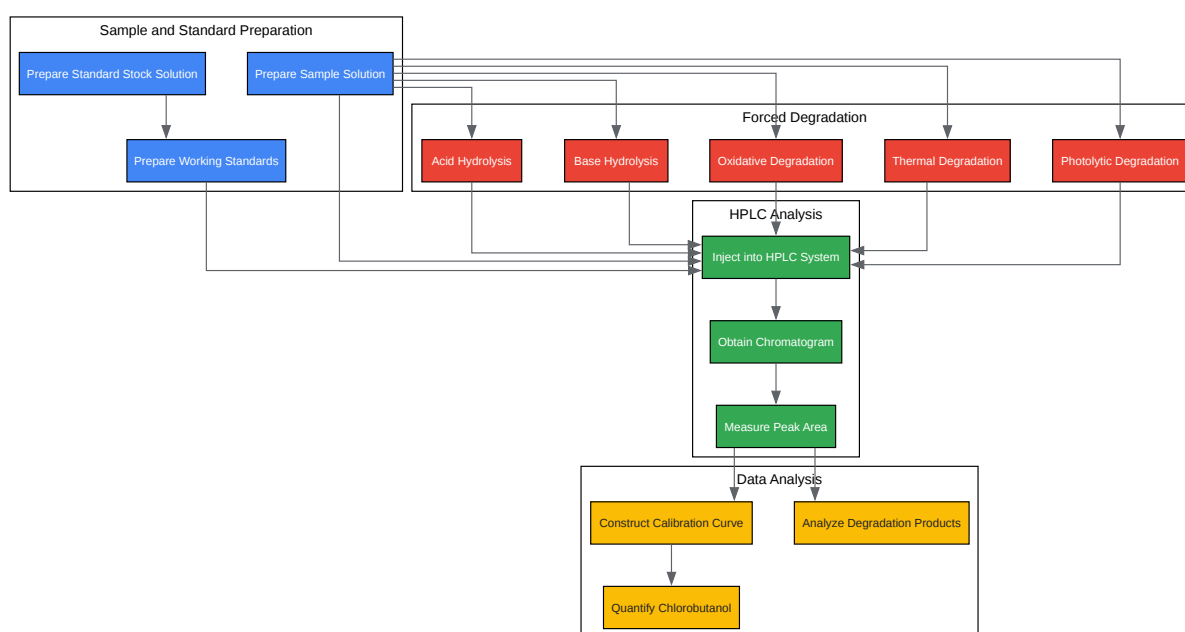 Sample and Standard Preparation
Prepare Standard Stock Solution
Prepare Sample Solution
Prepare Working Standards
Forced Degradation
Acid Hydrolysis
Base Hydrolysis
Oxidative Degradation
Thermal Degradation
Photolytic Degradation
HPLC Analysis
Inject into HPLC System
Obtain Chromatogram
Measure Peak Area
Data Analysis
Construct Calibration Curve
Analyze Degradation Products
Quantify Chlorobutanol